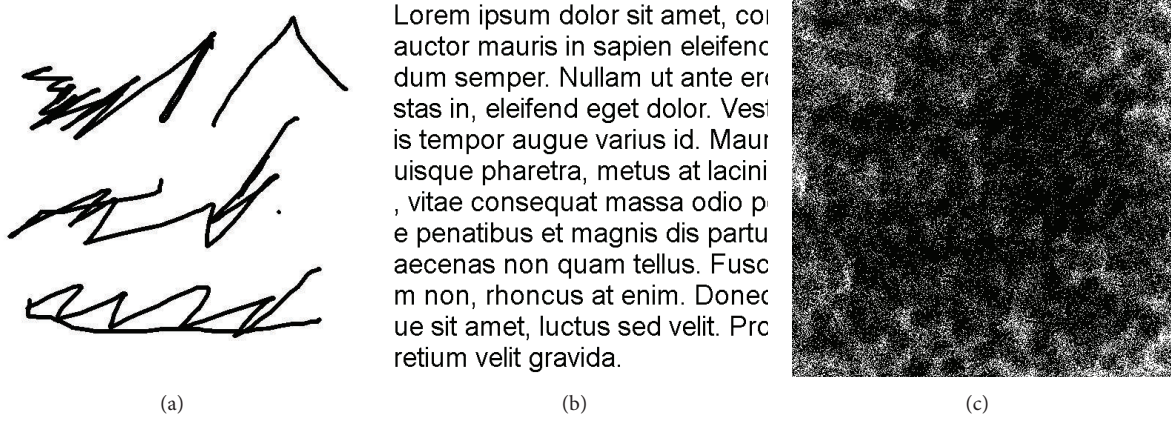 Lorem ipsum dolor sit amet, con
auctor mauris in sapien eleifend
dum semper. Nullam ut ante ero
stas in, eleifend eget dolor. Vest
is tempor augue varius id. Maur
uisque pharetra, metus at lacini
, vitae consequat massa odio p
e penatibus et magnis dis partu
aecenas non quam tellus. Fusc
m non, rhoncus at enim. Donec
ue sit amet, luctus sed velit. Pro
retium velit gravida.
(a) (b) (c)